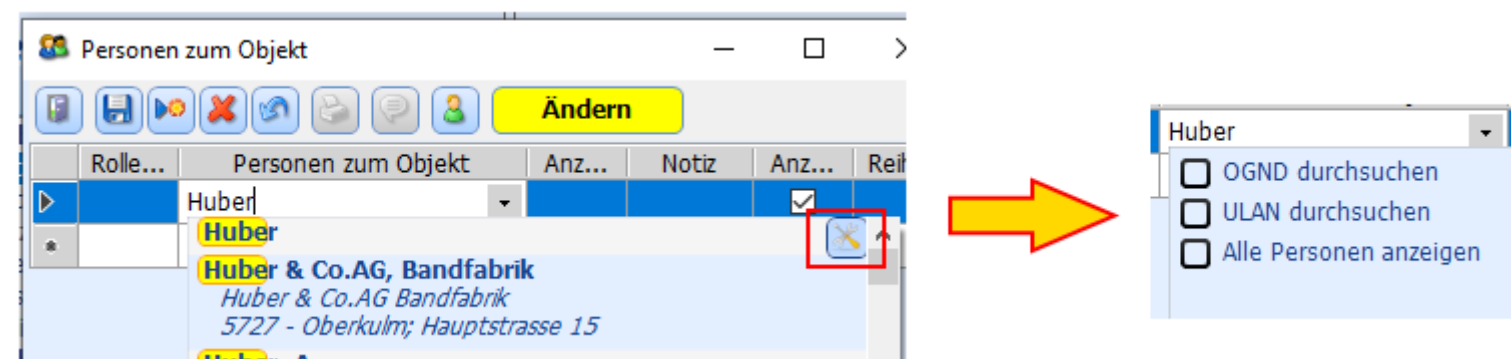 Personen zum Objekt
Ändern
Rolle... Personen zum Objekt Anz... Notiz Anz... Reih
Huber
Huber
Huber & Co.AG, Bandfabrik
Huber & Co.AG Bandfabrik
5727 - Oberkulm; Hauptstrasse 15
Huber
OGND durchsuchen
ULAN durchsuchen
Alle Personen anzeigen